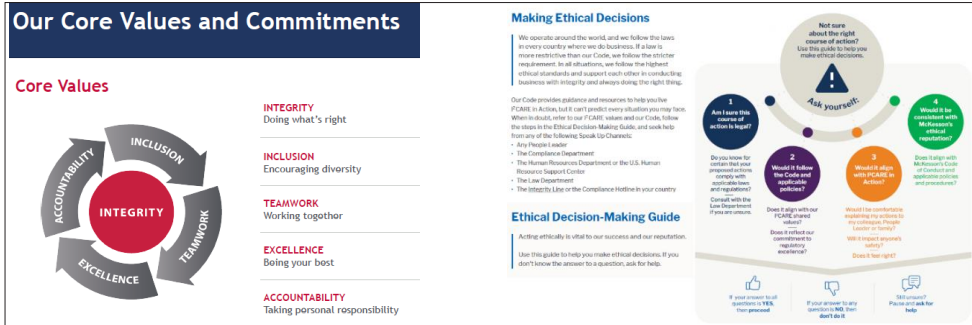 Our Core Values and Commitments
Core Values
INCLUSION
TEAMWORK
EXCELLENCE
ACCOUNTABILITY
INTEGRITY
INTEGRITY
Doing what's right
INCLUSION
Encouraging diversity
TEAMWORK
Working togothor
EXCELLENCE
Boing your bost
ACCOUNTABILITY
Taking personal responsibility
Making Ethical Decisions
We operate around the world, and we follow the laws
in every country where we do business. If a law is
more restrictive than our Code, we follow the stricter
requirement. In all situations, we follow the highest
ethical standards and support each other in conducting
business with integrity and always doing the right thing.
Our Code provides guidance and resources to help you live
I²CARE in Action, but it can't predict every situation you may face.
When in doubt, refer to our I²CARE values and our Code, follow
the steps in the Ethical Decision-Making Guide, and seek help
from any of the following Speak Up Channels:
• Any People Leader
• The Compliance Department
• The Human Resources Department or the U.S. Human
Resource Support Center
• The Law Department
• The Integrity Line or the Compliance Hotline in your country
Ethical Decision-Making Guide
Acting ethically is vital to our success and our reputation.
Use this guide to help you make ethical decisions. If you
don't know the answer to a question, ask for help.
Not sure
about the right
course of action?
Use this guide to help you
make ethical decisions.
Ask yourself:
1
Am I sure this
course of
action is legal?
Do you know for
certain that your
proposed actions
comply with
applicable laws
and regulations?
Consult with the
Law Department
if you are unsure.
2
Would it follow
the Code and
applicable
policies?
Does it align with our
I²CARE shared
values?
Does it reflect our
commitment to
regulatory
excellence?
3
Would it align
with I²CARE in
Action?
Would I be comfortable
explaining my actions to
my colleague, People
Leader or family?
Will it impact anyone's
safety?
Does it feel right?
4
Would it be
consistent with
McKesson's
ethical
reputation?
Does it align with
McKesson's Code
of Conduct and
applicable policies
and procedures?
If your answer to all
questions is YES,
then proceed
If your answer to any
question is NO, then
don't do it
Still unsure?
Pause and ask for
help